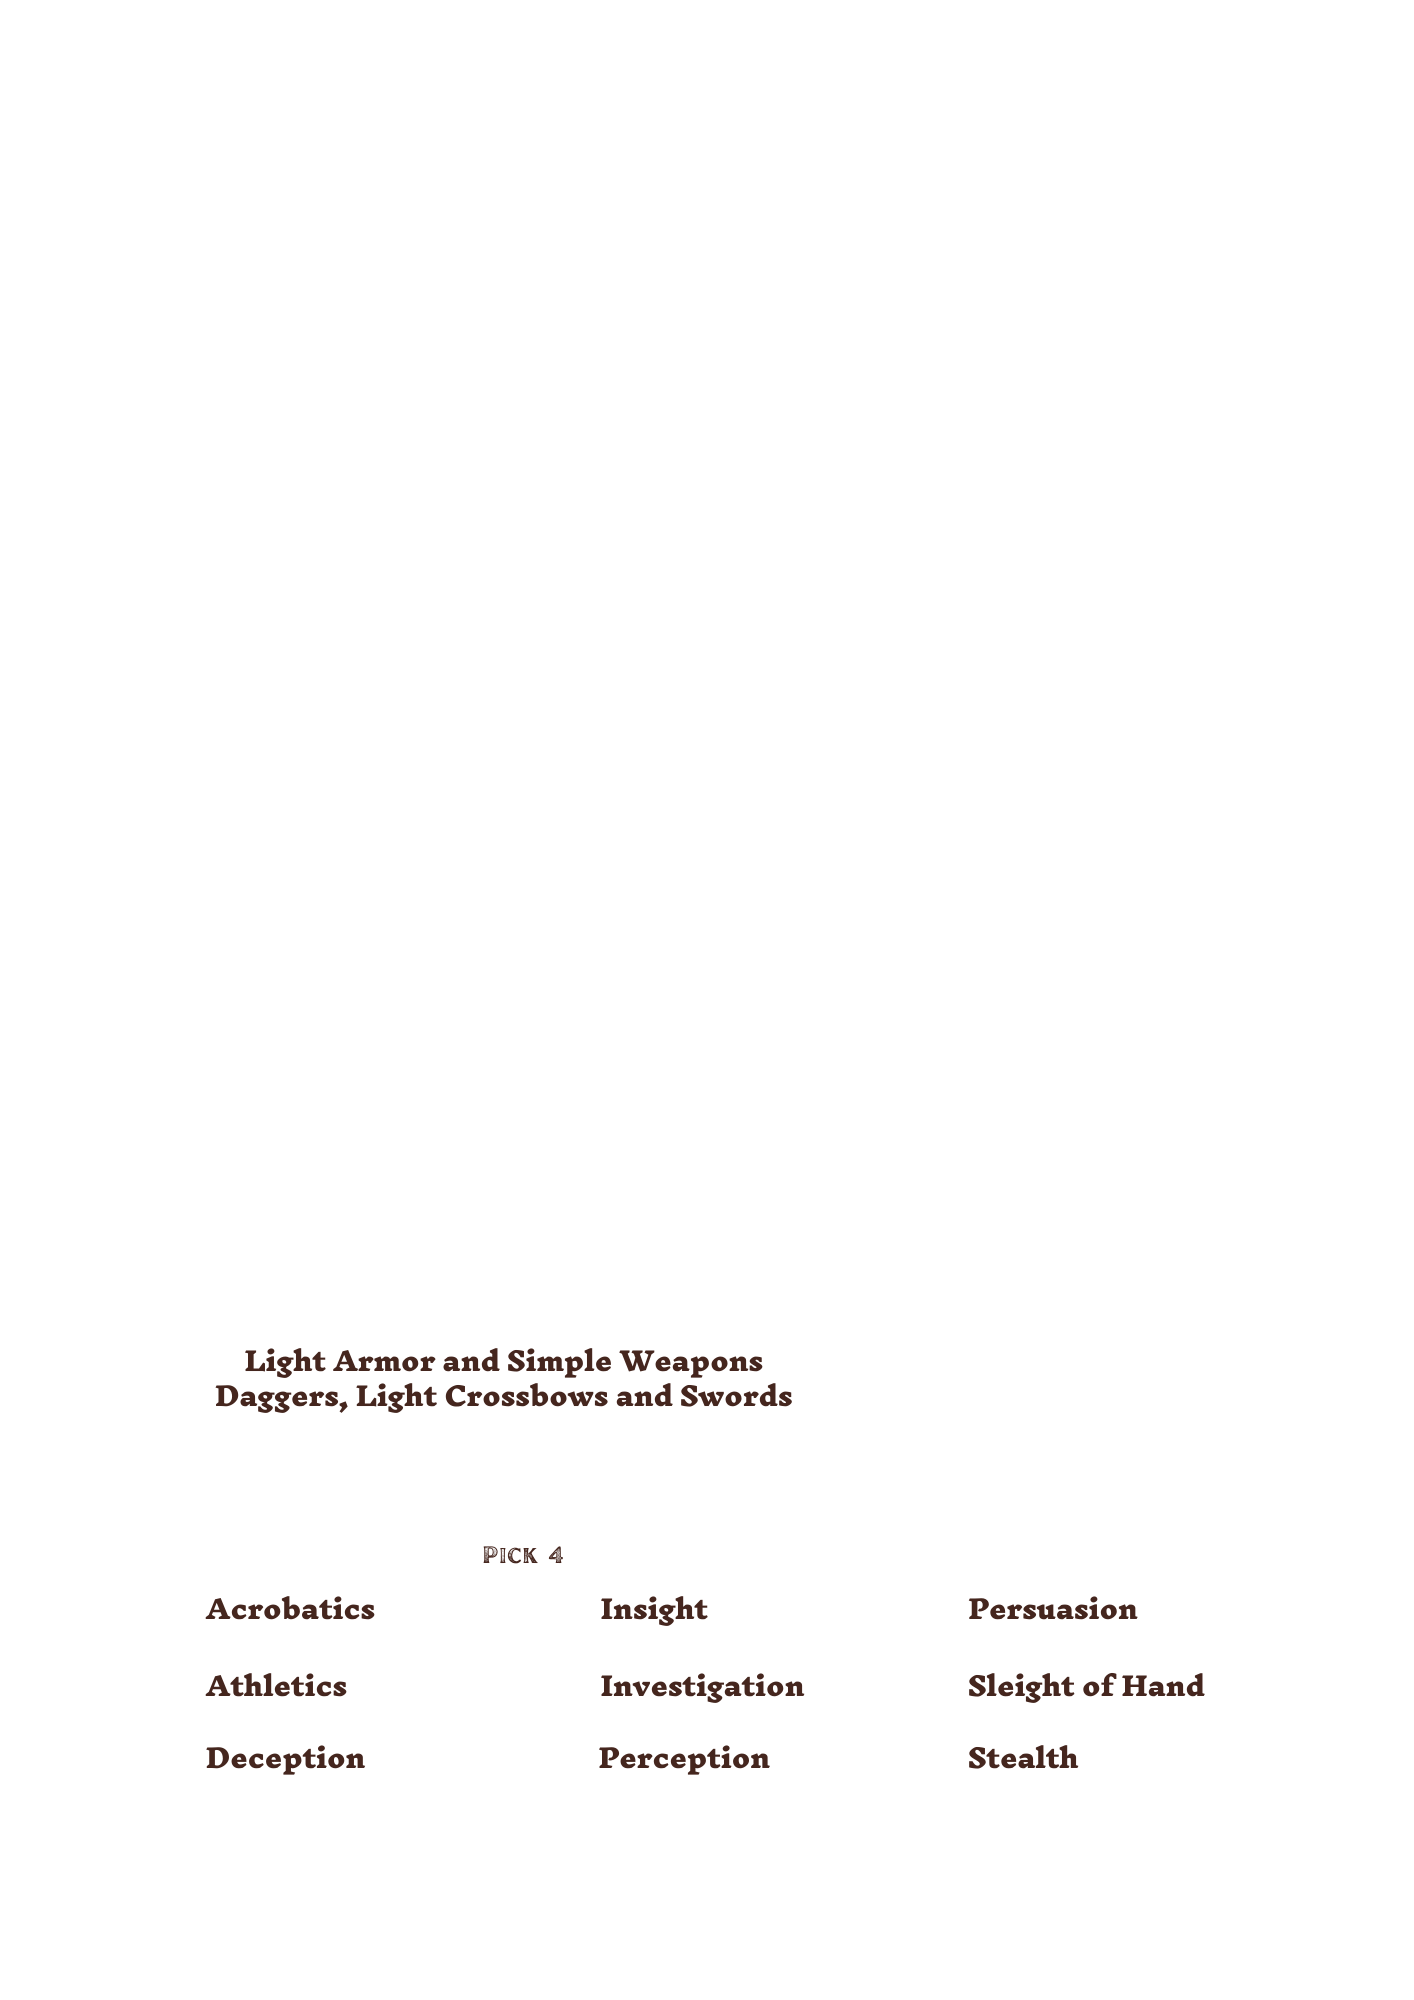 Light Armor and Simple Weapons
Daggers, Light Crossbows and Swords
PICK 4
Acrobatics Insight Persuasion
Athletics Investigation Sleight of Hand
Deception Perception Stealth